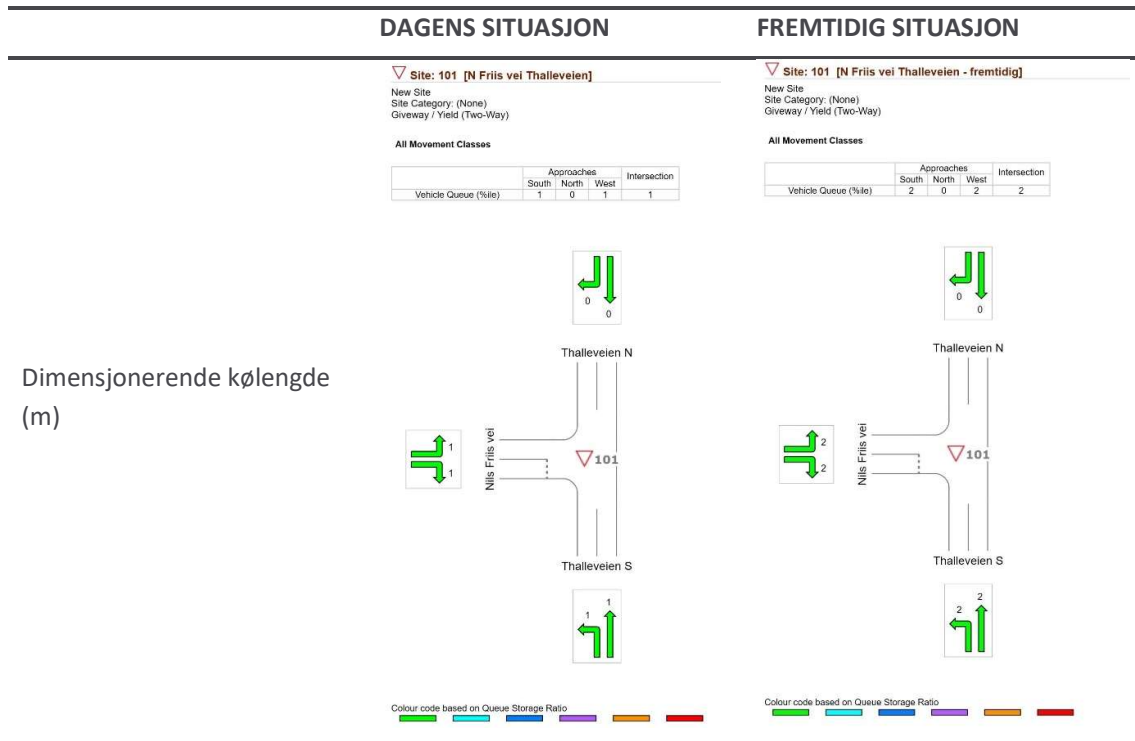 DAGENS SITUASJON
FREMTIDIG SITUASJON
Dimensjonerende kølengde
(m)
Site: 101 [N Friis vei Thalleveien]
New Site
Site Category: (None)
Giveway / Yield (Two-Way)
All Movement Classes
Approaches Intersection
South North West
Vehicle Queue (%ile) 1 0 1 1
0
0
Thalleveien N
1
1
Nils Friis vei
101
Thalleveien S
1
1
Colour code based on Queue Storage Ratio
Site: 101 [N Friis vei Thalleveien - fremtidig]
New Site
Site Category: (None)
Giveway / Yield (Two-Way)
All Movement Classes
Approaches Intersection
South North West
Vehicle Queue (%ile) 2 0 2 2
0
0
Thalleveien N
2
2
Nils Friis vei
101
Thalleveien S
2
2
Colour code based on Queue Storage Ratio